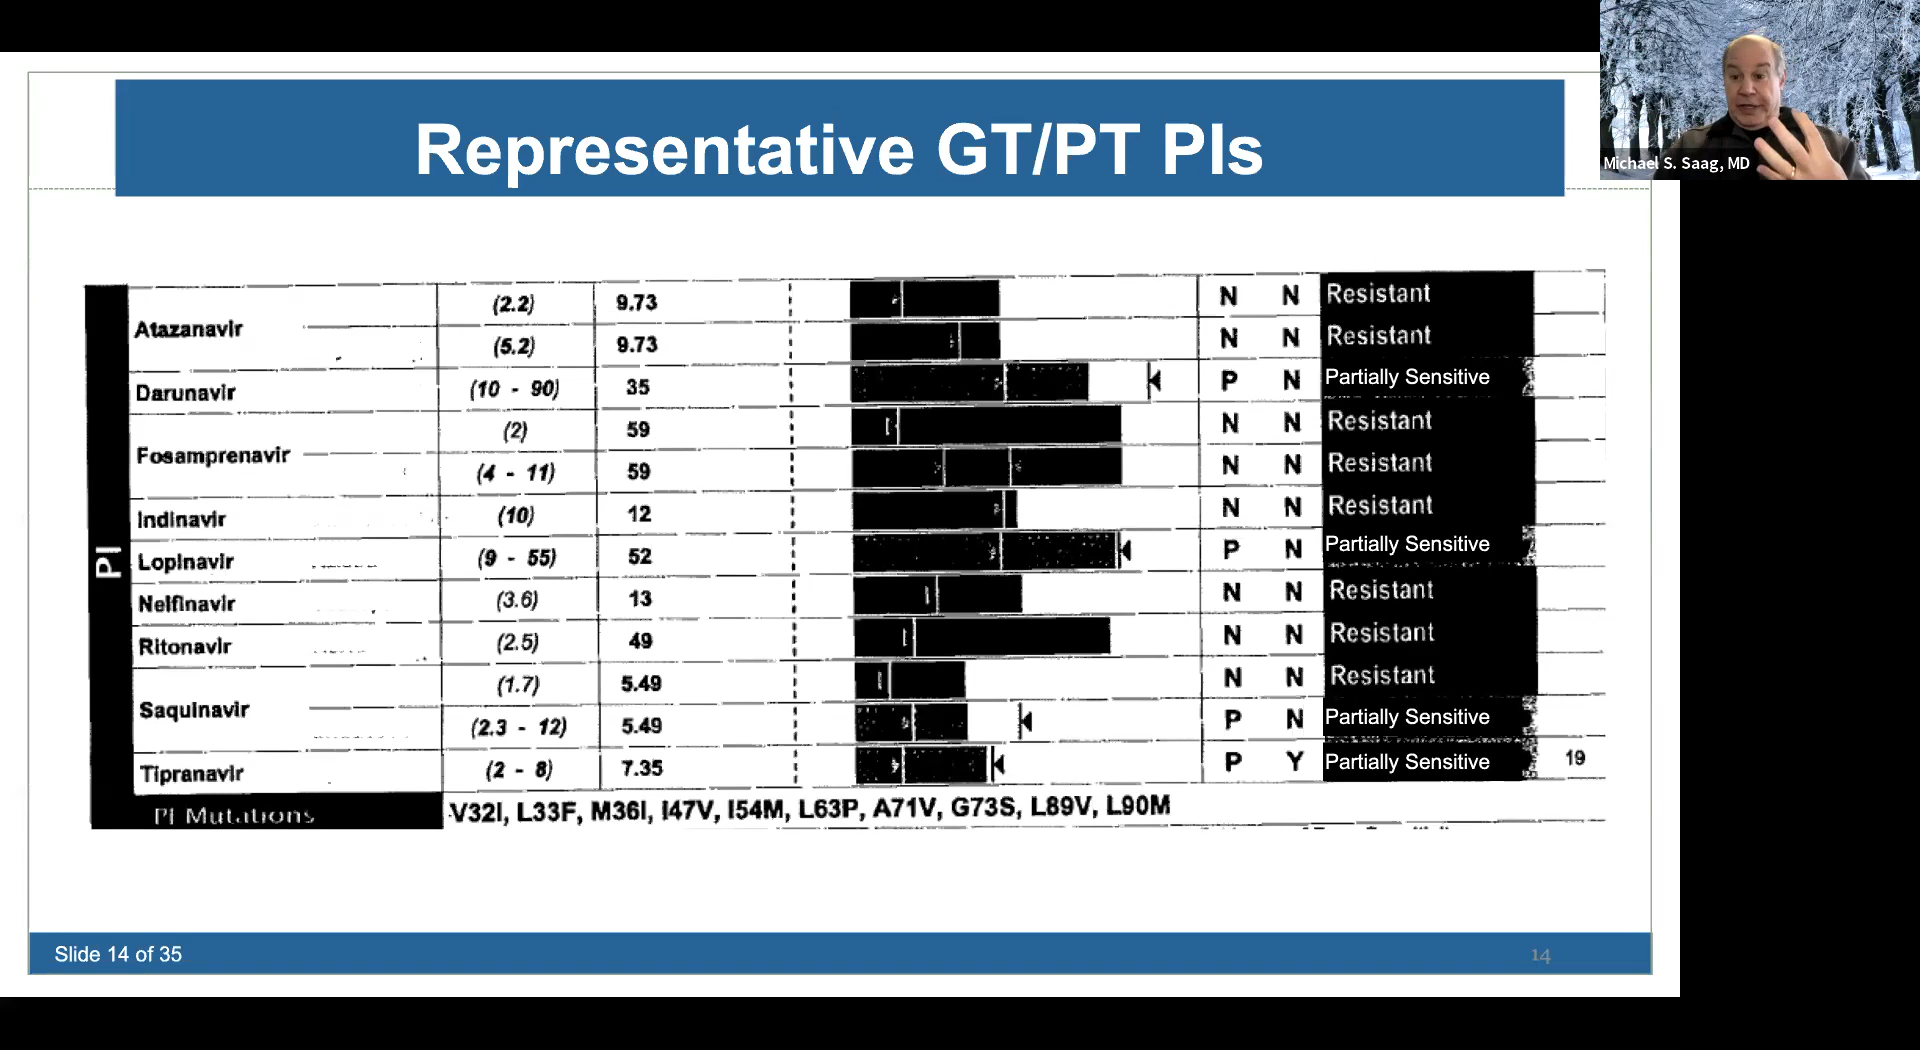 Representative GT/PT PIs
Michael S. Saag, MD
PI
Atazanavir (2.2) 9.73 N N Resistant
(5.2) 9.73 N N Resistant
Darunavir (10 - 90) 35 P N Partially Sensitive
Fosamprenavir (2) 59 N N Resistant
(4 - 11) 59 N N Resistant
Indinavir (10) 12 N N Resistant
Lopinavir (9 - 55) 52 P N Partially Sensitive
Nelfinavir (3.6) 13 N N Resistant
Ritonavir (2.5) 49 N N Resistant
Saquinavir (1.7) 5.49 N N Resistant
(2.3 - 12) 5.49 P N Partially Sensitive
Tipranavir (2 - 8) 7.35 P Y Partially Sensitive 19
PI Mutations V32I, L33F, M36I, I47V, I54M, L63P, A71V, G73S, L89V, L90M
Slide 14 of 35
14